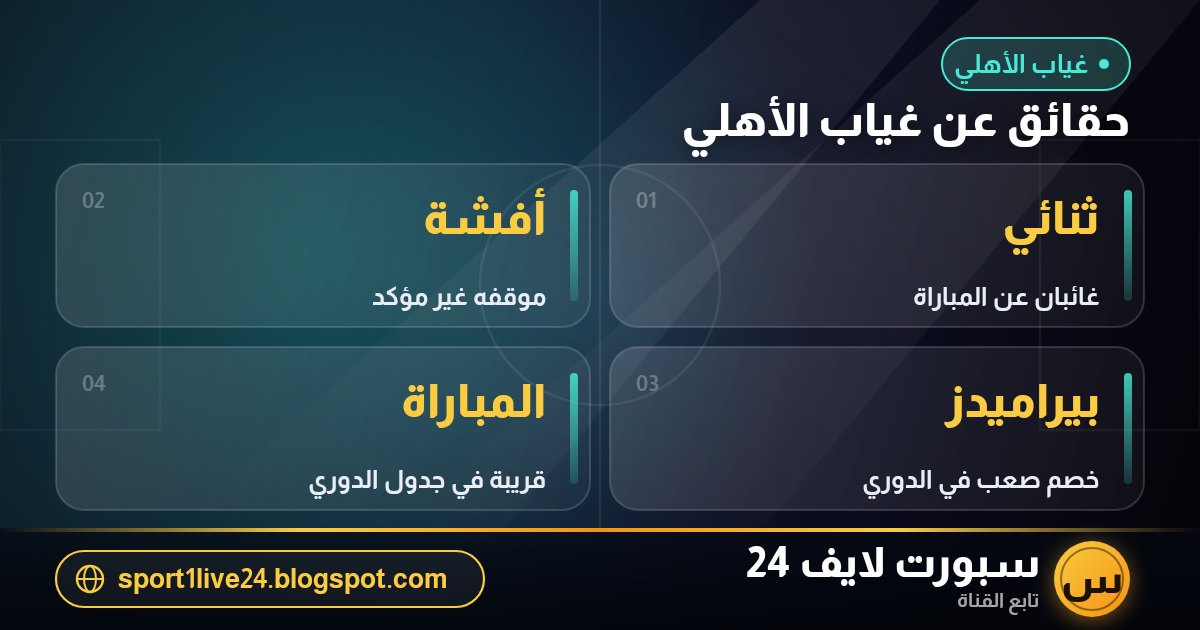 غياب الأهلي
حقائق عن غياب الأهلي
01
ثنائي
غائبان عن المباراة
02
أفشة
موقفه غير مؤكد
03
بيراميدز
خصم صعب في الدوري
04
المباراة
قريبة في جدول الدوري
س
سبورت لايف 24
تابع القناة
sport1live24.blogspot.com